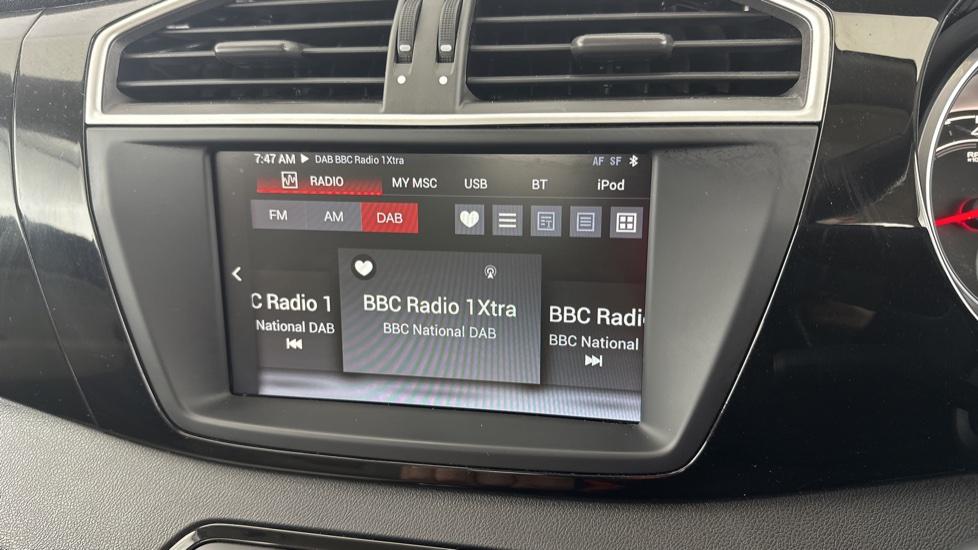 7:47 AM DAB BBC Radio 1Xtra AF SF
RADIO MY MSC USB BT iPod
FM AM DAB
C Radio 1
National DAB
BBC Radio 1Xtra
BBC National DAB
BBC Radi
BBC National